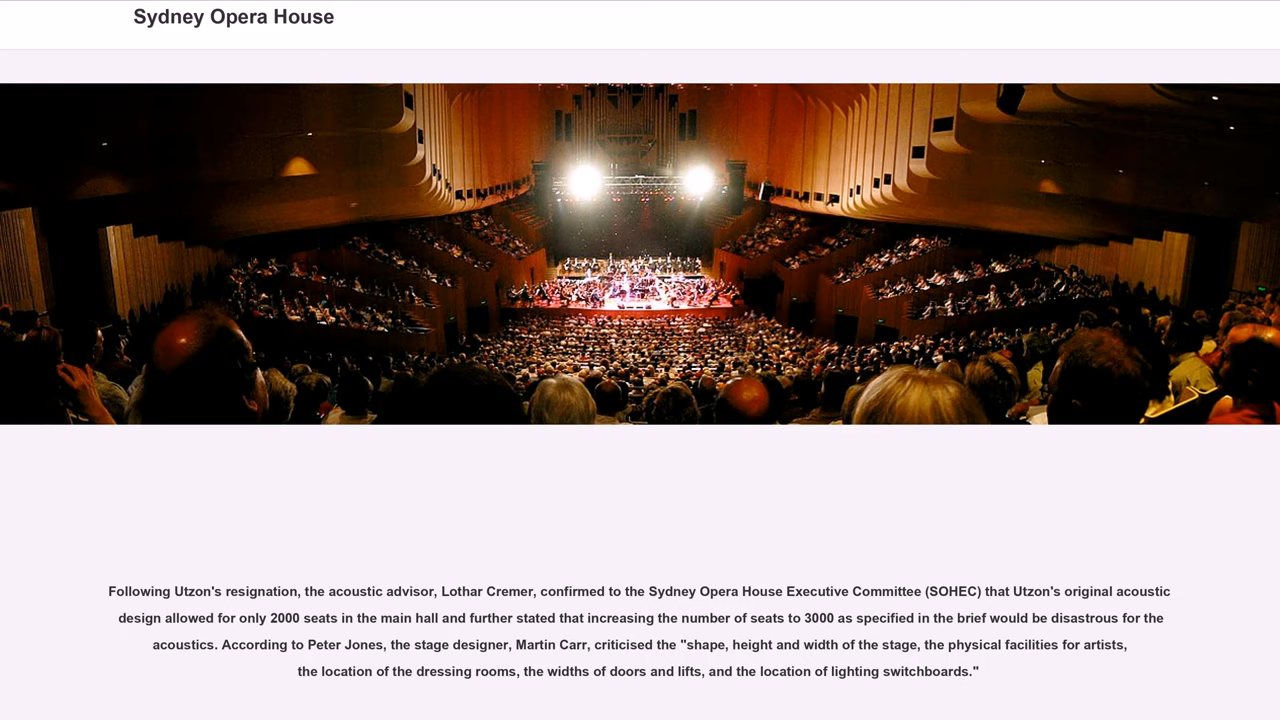 Sydney Opera House
Following Utzon's resignation, the acoustic advisor, Lothar Cremer, confirmed to the Sydney Opera House Executive Committee (SOHEC) that Utzon's original acoustic
design allowed for only 2000 seats in the main hall and further stated that increasing the number of seats to 3000 as specified in the brief would be disastrous for the
acoustics. According to Peter Jones, the stage designer, Martin Carr, criticised the "shape, height and width of the stage, the physical facilities for artists,
the location of the dressing rooms, the widths of doors and lifts, and the location of lighting switchboards."